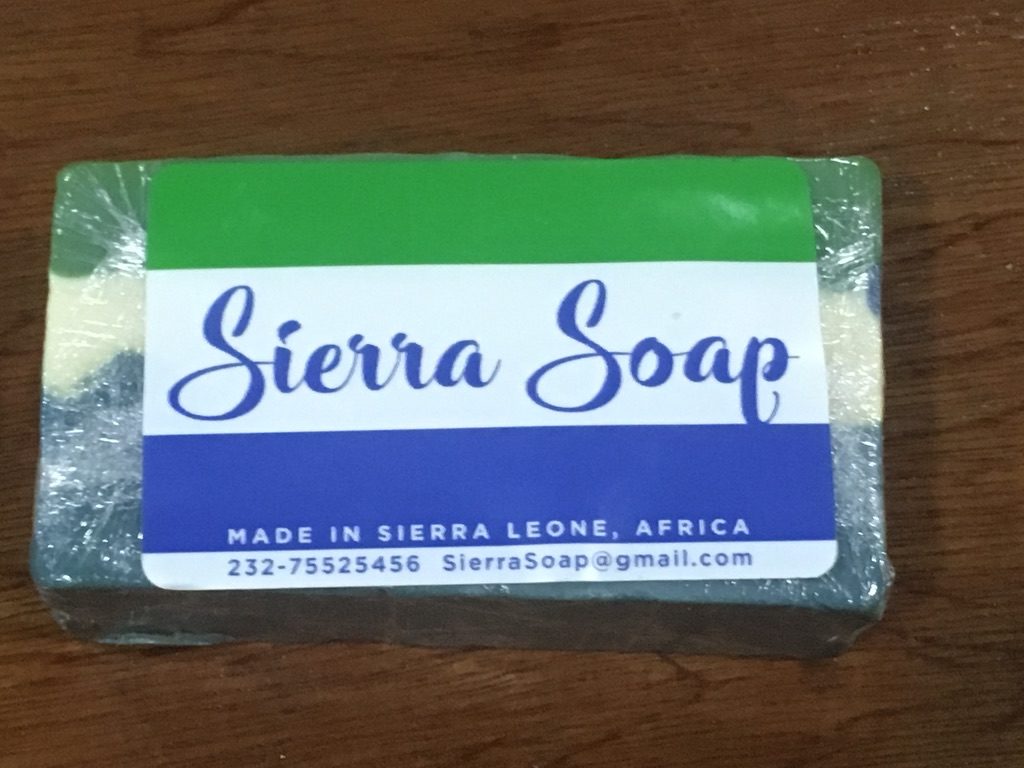 Sierra Soap
MADE IN SIERRA LEONE, AFRICA
232-75525456 SierraSoap@gmail.com